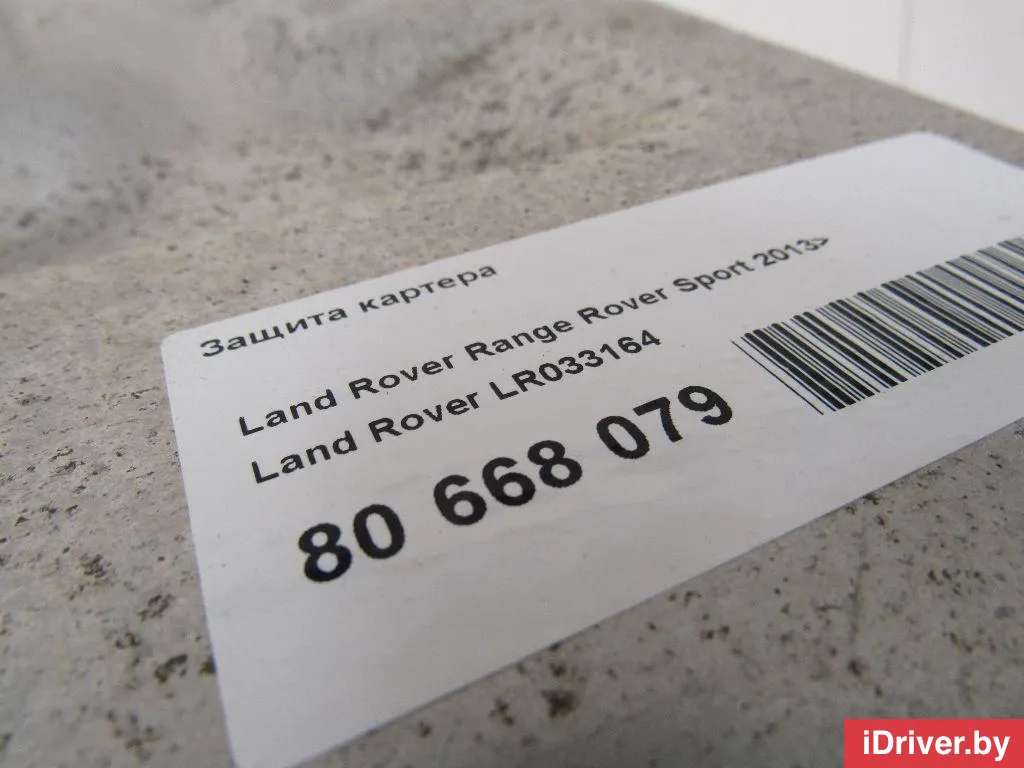 Защита картера
Land Rover Range Rover Sport 2013>
Land Rover LR033164
80 668 079
iDriver.by